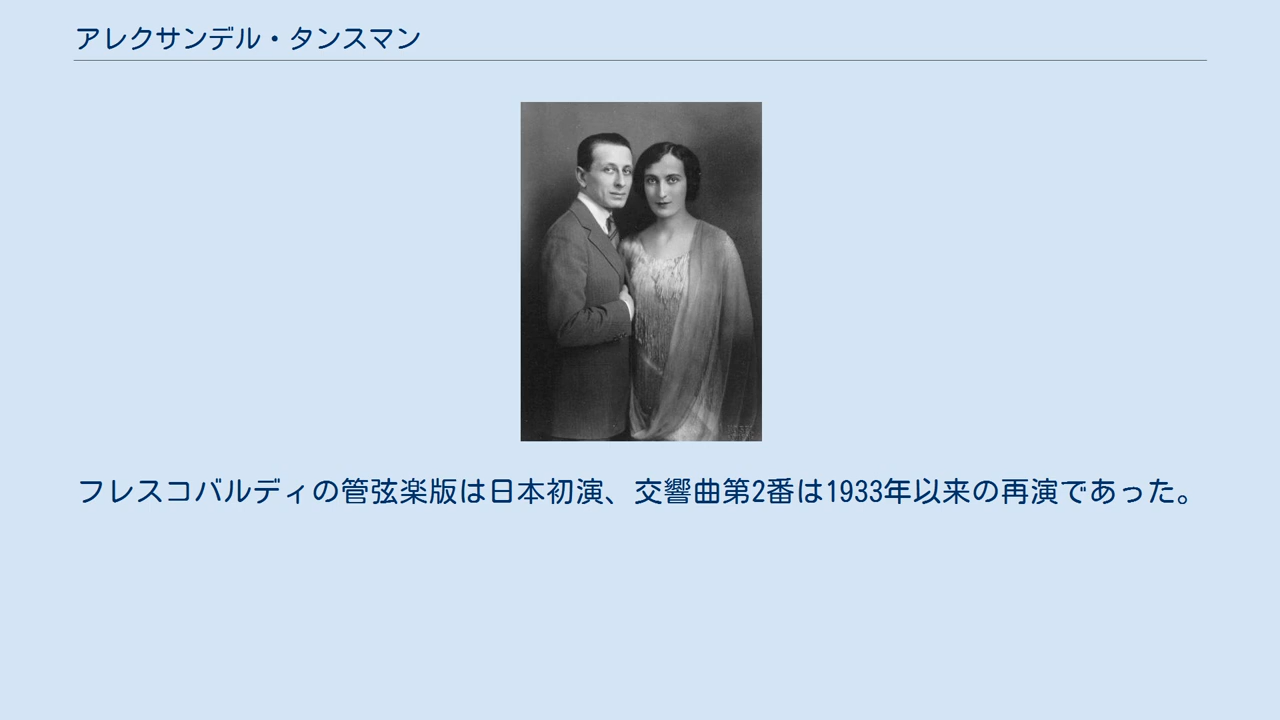 アレクサンデル・タンスマン
フレスコバルディの管弦楽版は日本初演、交響曲第2番は1933年以来の再演であった。